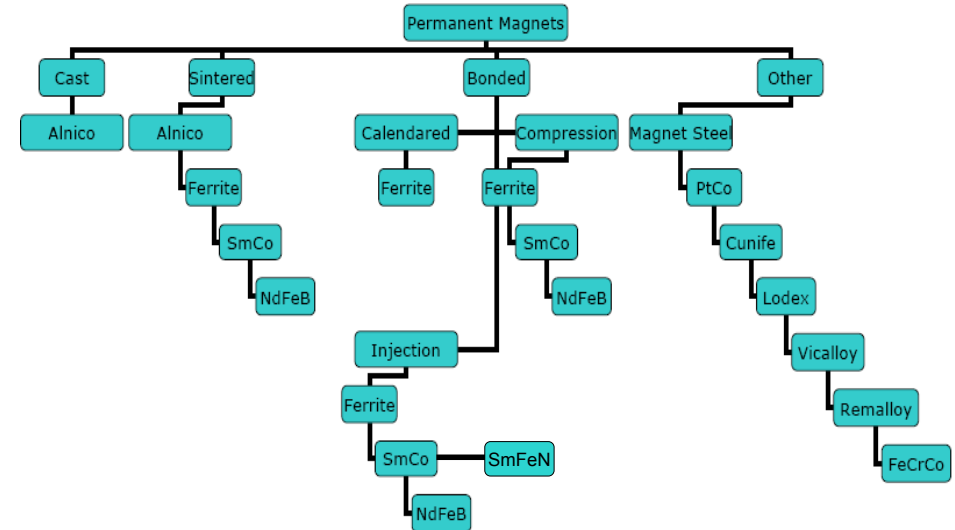 Permanent Magnets
Cast
Sintered
Bonded
Other
Alnico
Alnico
Calendared
Compression
Magnet Steel
Ferrite
Ferrite
Ferrite
PtCo
SmCo
SmCo
Cunife
NdFeB
NdFeB
Lodex
Injection
Vicalloy
Ferrite
Remalloy
SmCo
SmFeN
FeCrCo
NdFeB